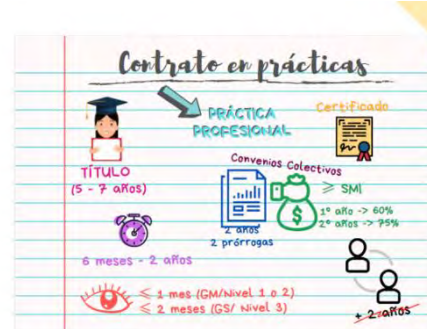 Contrato en prácticas
PRÁCTICA
PROFESIONAL
Certificado
TÍTULO
(5 - 7 años)
Convenios Colectivos
≥ SMI
1º año -> 60%
2º años -> 75%
$
2 años
2 prórrogas
6 meses - 2 años
≤ 1 mes (GM/Nivel 1 o 2)
≤ 2 meses (GS/ Nivel 3)
+ 2 años